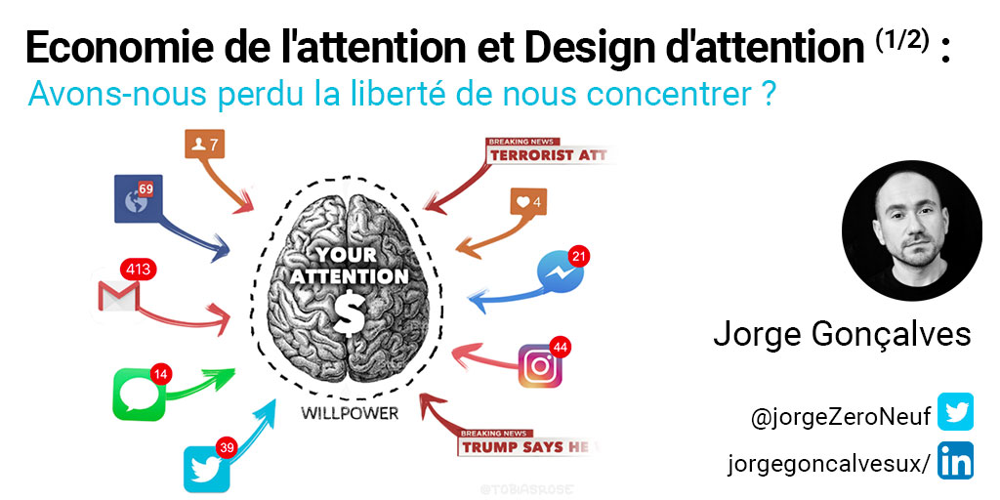 Economie de l'attention et Design d'attention (1/2) :
Avons-nous perdu la liberté de nous concentrer ?
7
BREAKING NEWS
TERRORIST ATT
69
4
YOUR
ATTENTION
$
21
413
44
14
WILLPOWER
39
BREAKING NEWS
TRUMP SAYS HE
@TOBIASROSE
Jorge Gonçalves
@jorgeZeroNeuf
jorgegoncalvesux/
in